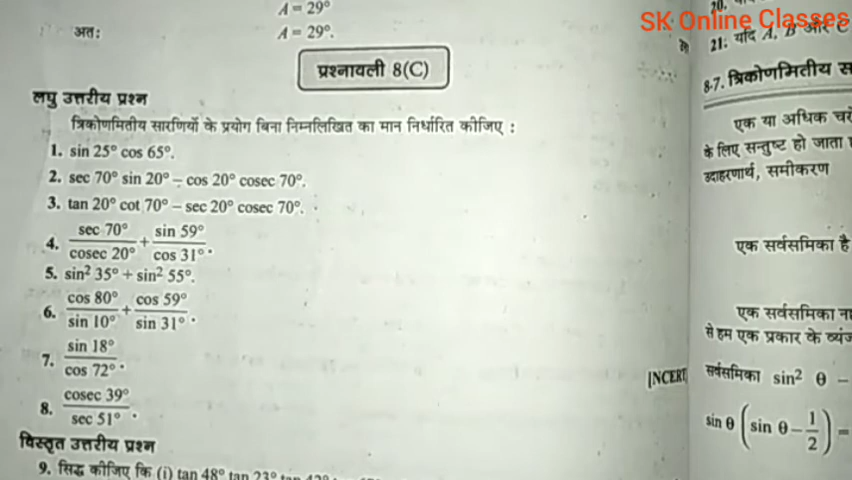 A = 29°
अतः A = 29°.
प्रश्नावली 8(C)
लघु उत्तरीय प्रश्न
त्रिकोणमितीय सारणियों के प्रयोग बिना निम्नलिखित का मान निर्धारित कीजिए :
1. sin 25° cos 65°.
2. sec 70° sin 20° – cos 20° cosec 70°.
3. tan 20° cot 70° – sec 20° cosec 70°.
4. sec 70° / cosec 20° + sin 59° / cos 31°.
5. sin² 35° + sin² 55°.
6. cos 80° / sin 10° + cos 59° / sin 31°.
7. sin 18° / cos 72°.
[NCERT
8. cosec 39° / sec 51°.
विस्तृत उत्तरीय प्रश्न
9. सिद्ध कीजिए कि (i) tan 48° tan 23°
SK Online Classes
20.
21. यदि A, B और C
8·7. त्रिकोणमितीय
एक या अधिक
के लिए सन्तुष्ट हो जाता
उदाहरणार्थ, समीकरण
एक सर्वसमिका है
एक सर्वसमिका
से हम एक प्रकार के
सर्वसमिका sin² θ –
sin θ (sin θ – 1/2) =